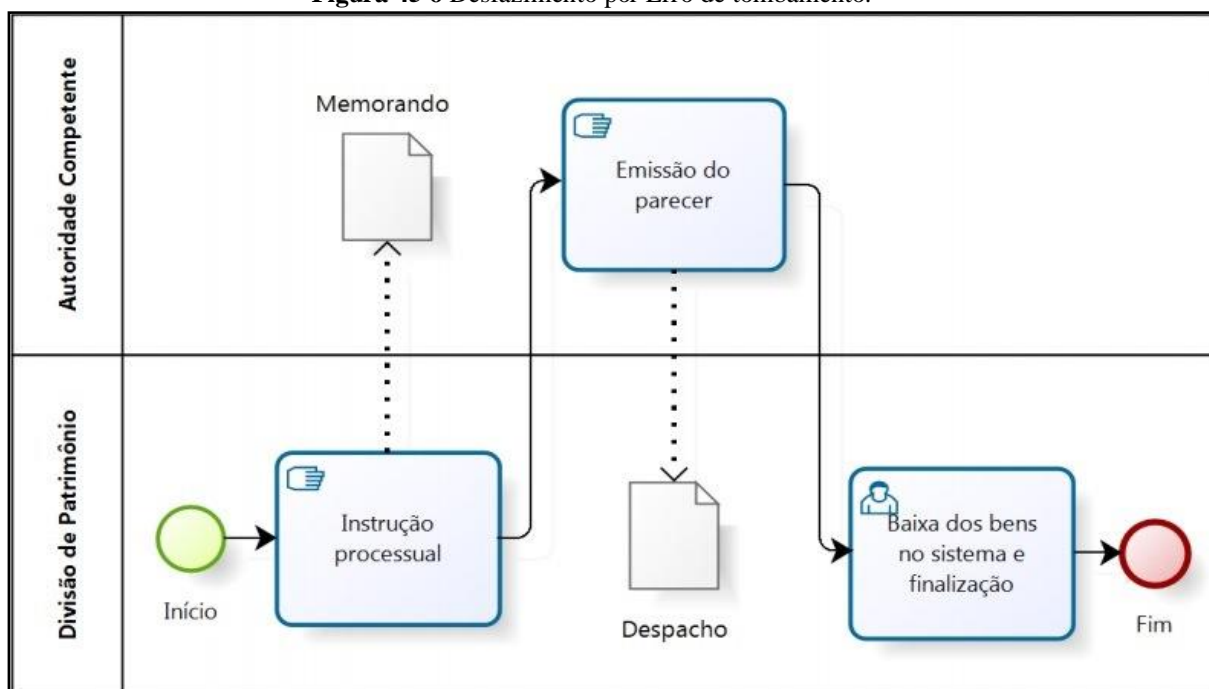 Autoridade Competente
Memorando
Emissão do
parecer
Divisão de Patrimônio
Início
Instrução
processual
Despacho
Baixa dos bens
no sistema e
finalização
Fim